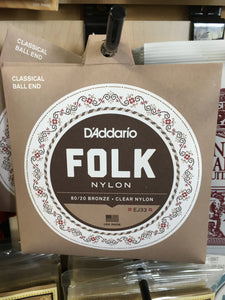 CLASSICAL
BALL END
CLASSICAL
BALL END
D'Addario
FOLK
NYLON
80/20 BRONZE • CLEAR NYLON
EJ33